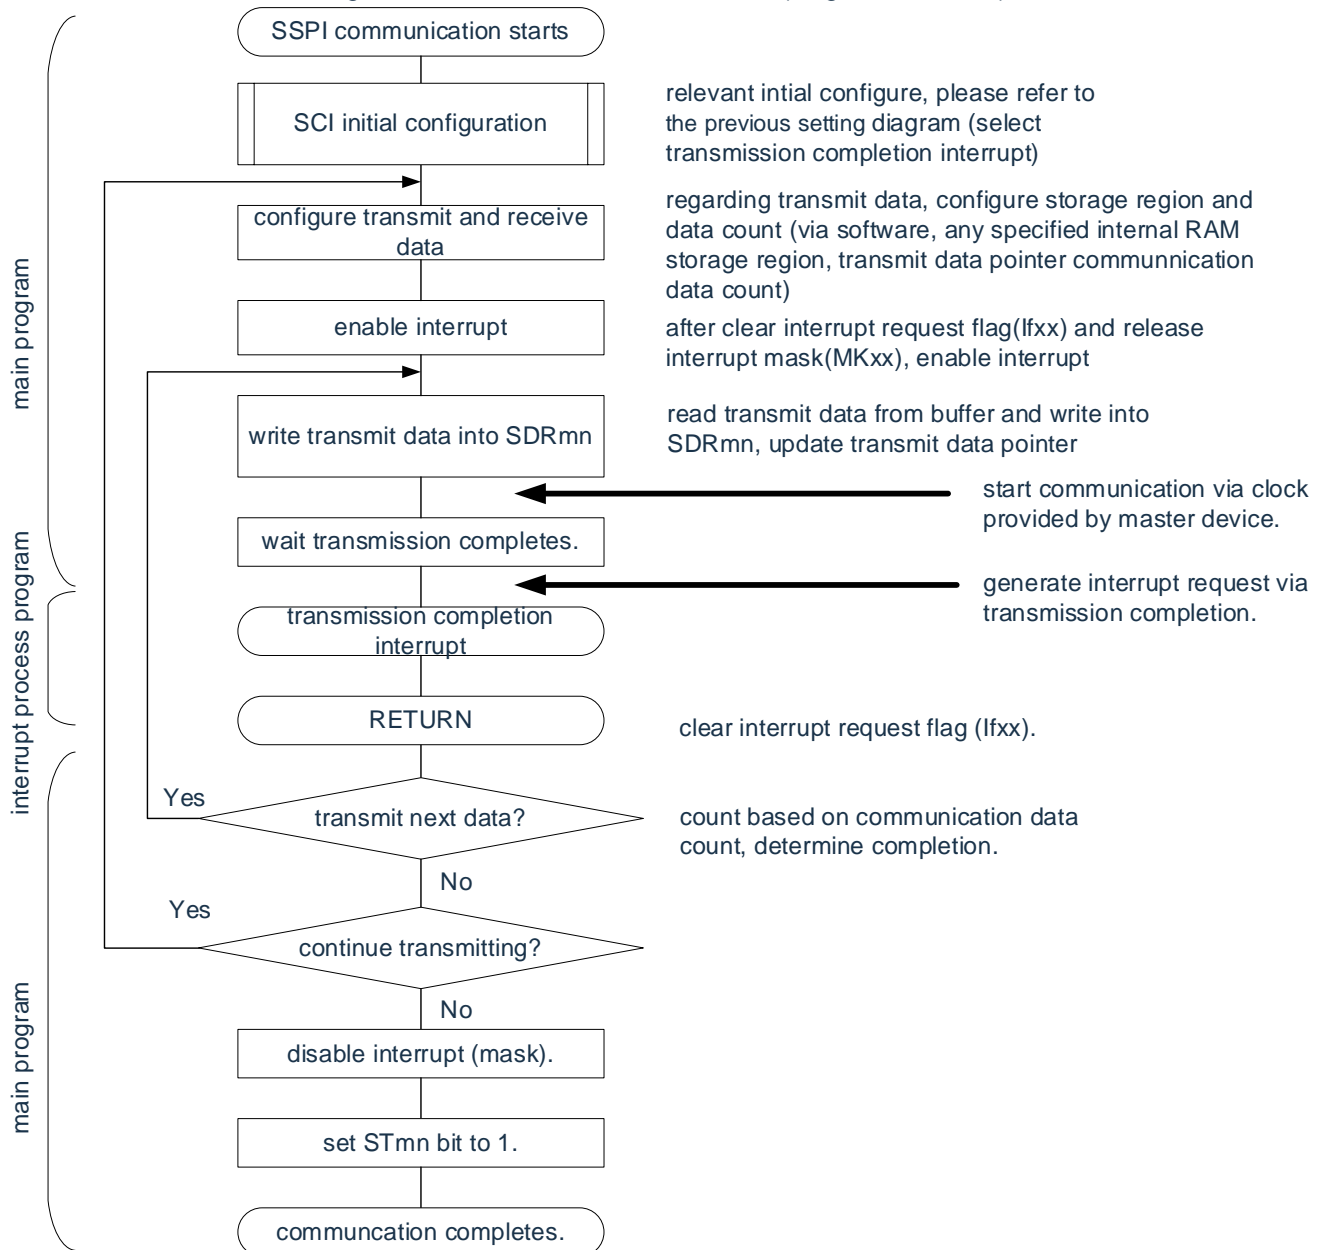 SSPI communication starts
SCI initial configuration
relevant intial configure, please refer to
the previous setting diagram (select
transmission completion interrupt)
configure transmit and receive
data
regarding transmit data, configure storage region and
data count (via software, any specified internal RAM
storage region, transmit data pointer communnication
data count)
enable interrupt
after clear interrupt request flag(Ifxx) and release
interrupt mask(MKxx), enable interrupt
main program
write transmit data into SDRmn
read transmit data from buffer and write into
SDRmn, update transmit data pointer
start communication via clock
provided by master device.
wait transmission completes.
generate interrupt request via
transmission completion.
interrupt process program
transmission completion
interrupt
RETURN
clear interrupt request flag (Ifxx).
Yes
transmit next data?
count based on communication data
count, determine completion.
No
Yes
continue transmitting?
No
main program
disable interrupt (mask).
set STmn bit to 1.
communcation completes.